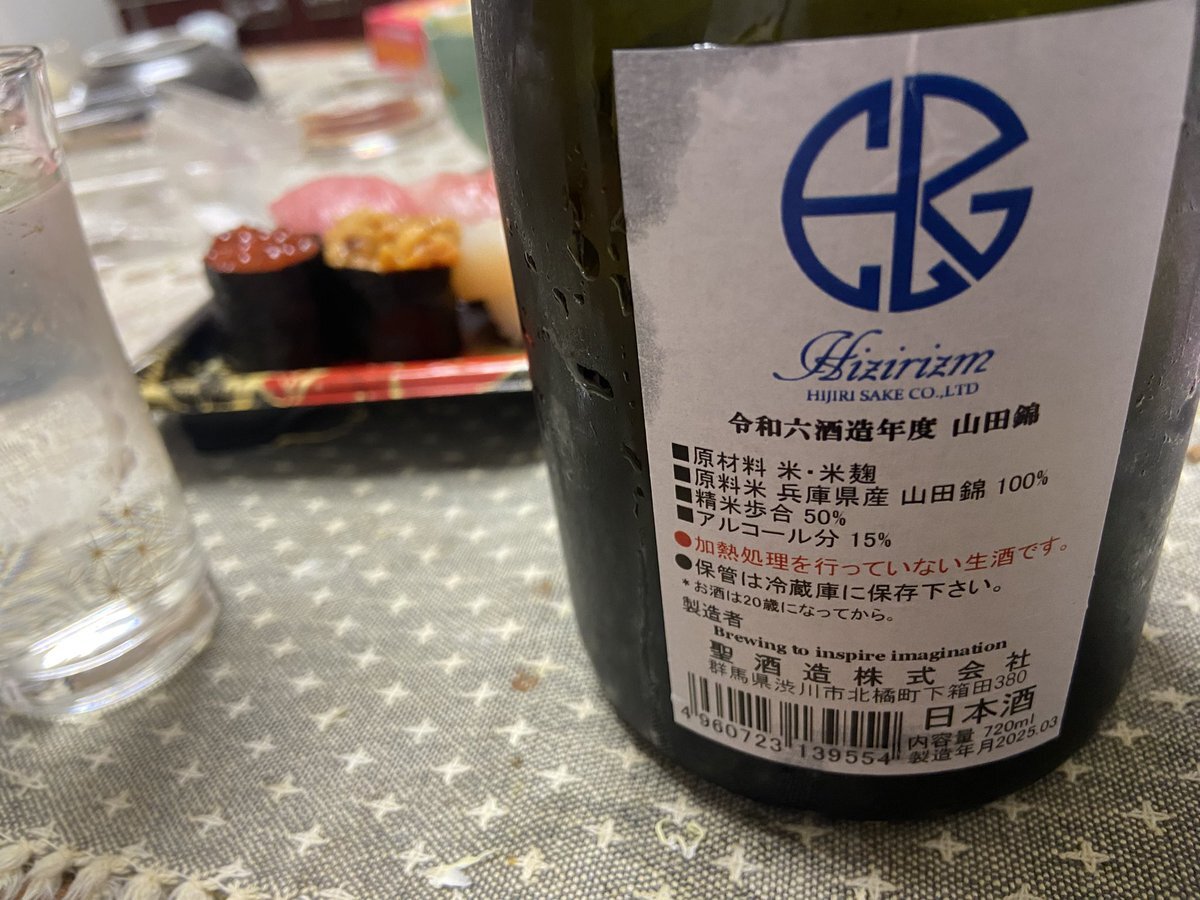 HRG
Hizirizm
HIJIRI SAKE CO.,LTD
令和六酒造年度 山田錦
■原材料 米・米麹
■原料米 兵庫県産 山田錦 100%
■精米歩合 50%
■アルコール分 15%
●加熱処理を行っていない生酒です。
●保管は冷蔵庫に保存下さい。
*お酒は20歳になってから。
製造者
Brewing to inspire imagination
聖酒造株式会社
群馬県渋川市北橘町下箱田380
日本酒
4 960723 139554
内容量 720ml
製造年月2025.03